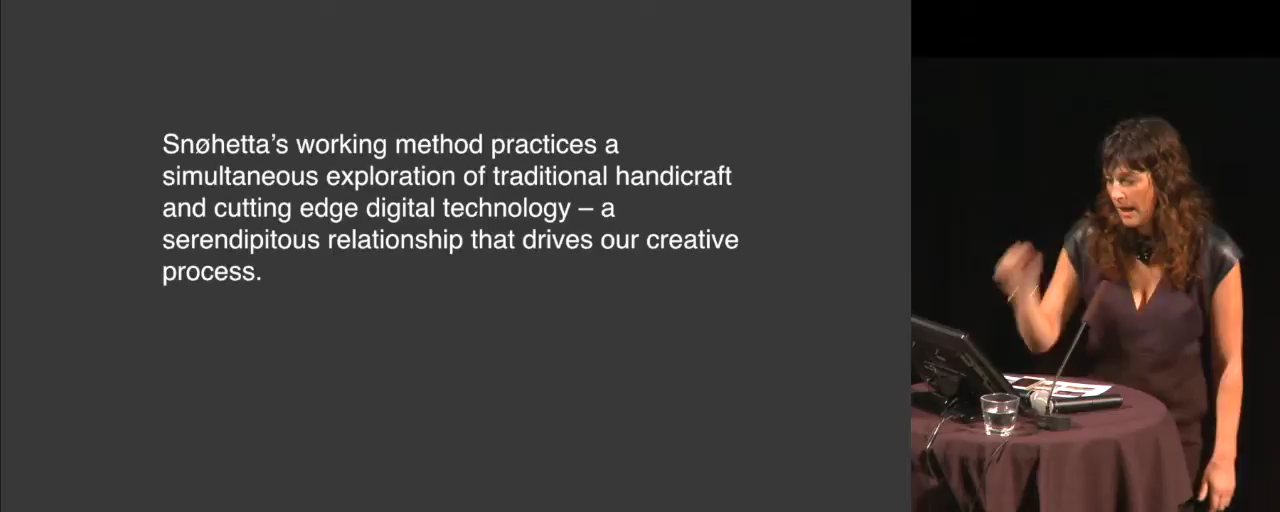 Snøhetta’s working method practices a
simultaneous exploration of traditional handicraft
and cutting edge digital technology – a
serendipitous relationship that drives our creative
process.